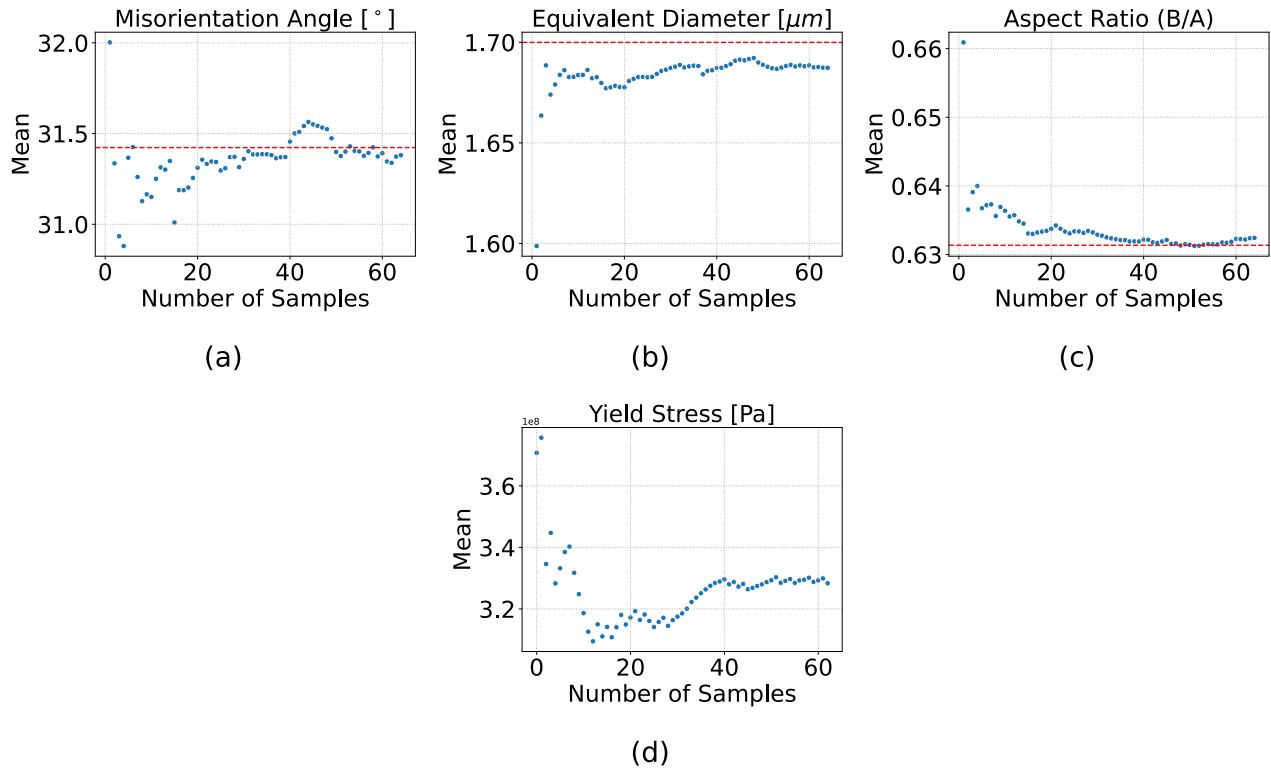 Misorientation Angle [°]
Mean
32.0
31.5
31.0
0
20
40
60
Number of Samples
(a)
Equivalent Diameter [μm]
Mean
1.70
1.65
1.60
0
20
40
60
Number of Samples
(b)
Aspect Ratio (B/A)
Mean
0.66
0.65
0.64
0.63
0
20
40
60
Number of Samples
(c)
Yield Stress [Pa]
1e8
Mean
3.6
3.4
3.2
0
20
40
60
Number of Samples
(d)